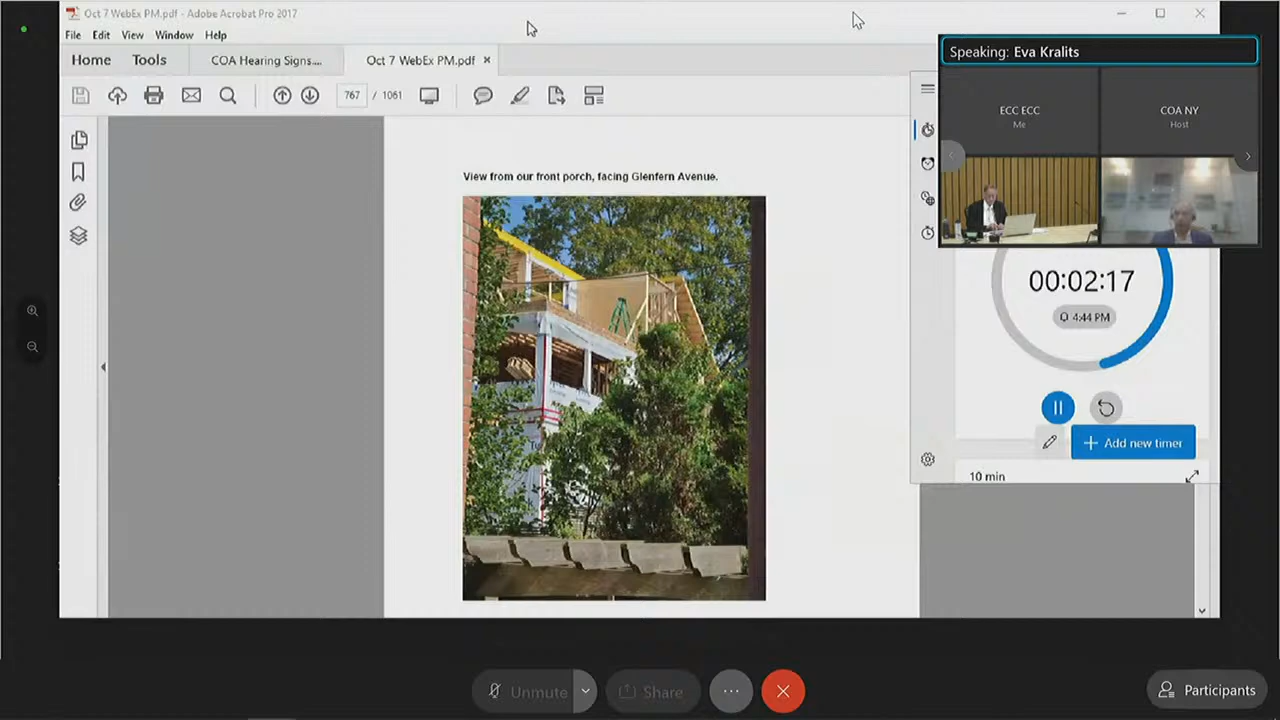 Oct 7 WebEx PM.pdf - Adobe Acrobat Pro 2017
File Edit View Window Help
Home Tools COA Hearing Signs.... Oct 7 WebEx PM.pdf ×
767 / 1061
Speaking: Eva Kralits
ECC ECC
Me
COA NY
Host
View from our front porch, facing Glenfern Avenue.
00:02:17
4:44 PM
Add new timer
10 min
Unmute
Share
Participants